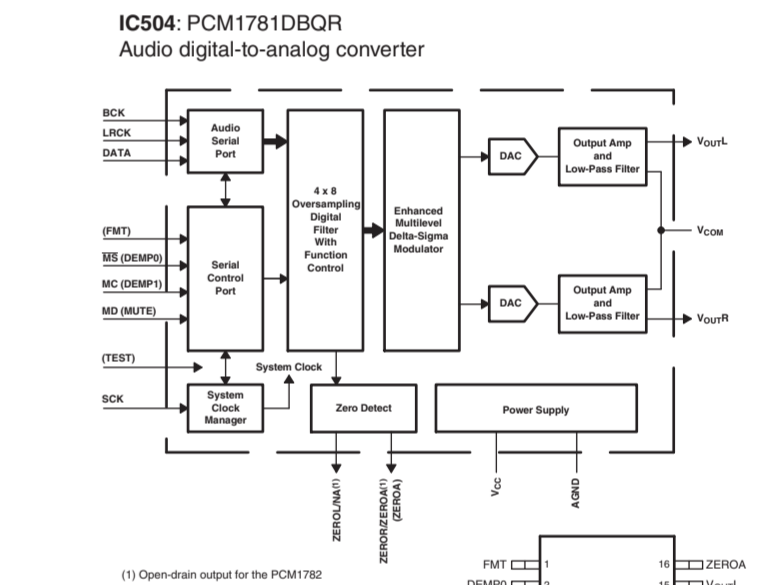 IC504: PCM1781DBQR
Audio digital-to-analog converter
BCK
LRCK
DATA
Audio
Serial
Port
4 x 8
Oversampling
Digital
Filter
With
Function
Control
Enhanced
Multilevel
Delta-Sigma
Modulator
DAC
Output Amp
and
Low-Pass Filter
VOUTL
VCOM
DAC
Output Amp
and
Low-Pass Filter
VOUTR
(FMT)
MS (DEMP0)
MC (DEMP1)
MD (MUTE)
Serial
Control
Port
(TEST)
SCK
System Clock
System
Clock
Manager
Zero Detect
Power Supply
ZEROL/NA(1)
ZEROR/ZEROA(1)
(ZEROA)
VCC
AGND
(1) Open-drain output for the PCM1782
FMT 1 16 ZEROA